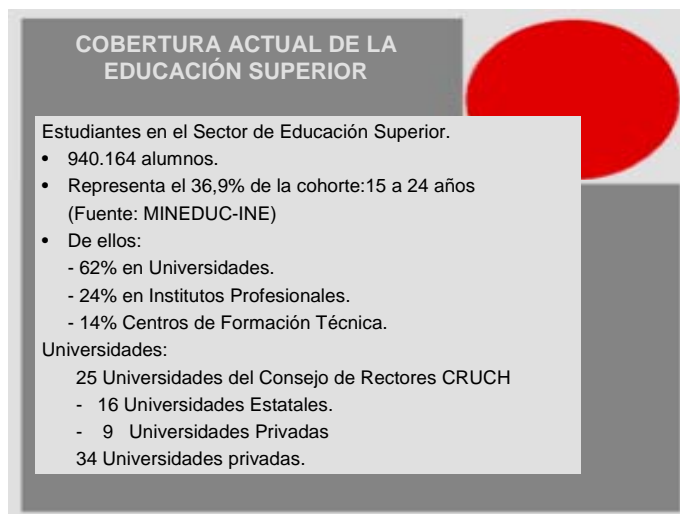 COBERTURA ACTUAL DE LA
EDUCACIÓN SUPERIOR
Estudiantes en el Sector de Educación Superior.
• 940.164 alumnos.
• Representa el 36,9% de la cohorte:15 a 24 años
(Fuente: MINEDUC-INE)
• De ellos:
- 62% en Universidades.
- 24% en Institutos Profesionales.
- 14% Centros de Formación Técnica.
Universidades:
25 Universidades del Consejo de Rectores CRUCH
- 16 Universidades Estatales.
- 9 Universidades Privadas
34 Universidades privadas.